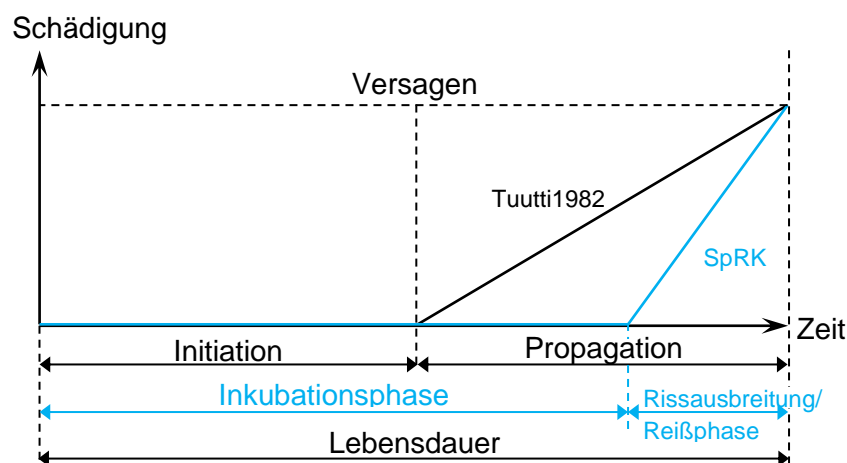 Schädigung
Versagen
Tuutti1982
SpRK
Zeit
Initiation
Propagation
Inkubationsphase
Rissausbreitung/
Reißphase
Lebensdauer